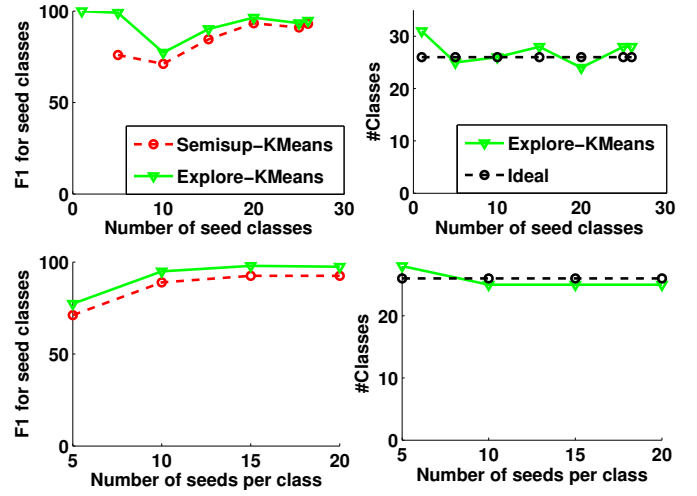 100
50
0
F1 for seed classes
Semisup-KMeans
Explore-KMeans
0 10 20 30
Number of seed classes
30
20
10
0
#Classes
Explore-KMeans
Ideal
0 10 20 30
Number of seed classes
100
50
0
F1 for seed classes
5 10 15 20
Number of seeds per class
20
10
0
#Classes
5 10 15 20
Number of seeds per class